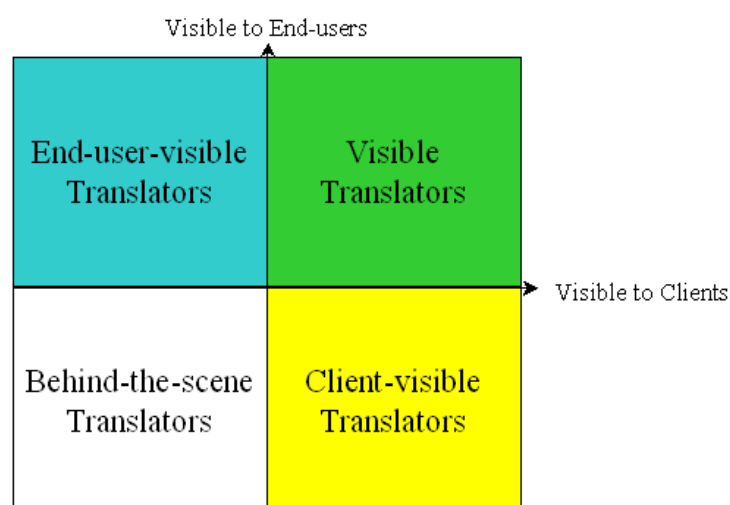 Visible to End-users
End-user-visible
Translators
Visible
Translators
Visible to Clients
Behind-the-scene
Translators
Client-visible
Translators